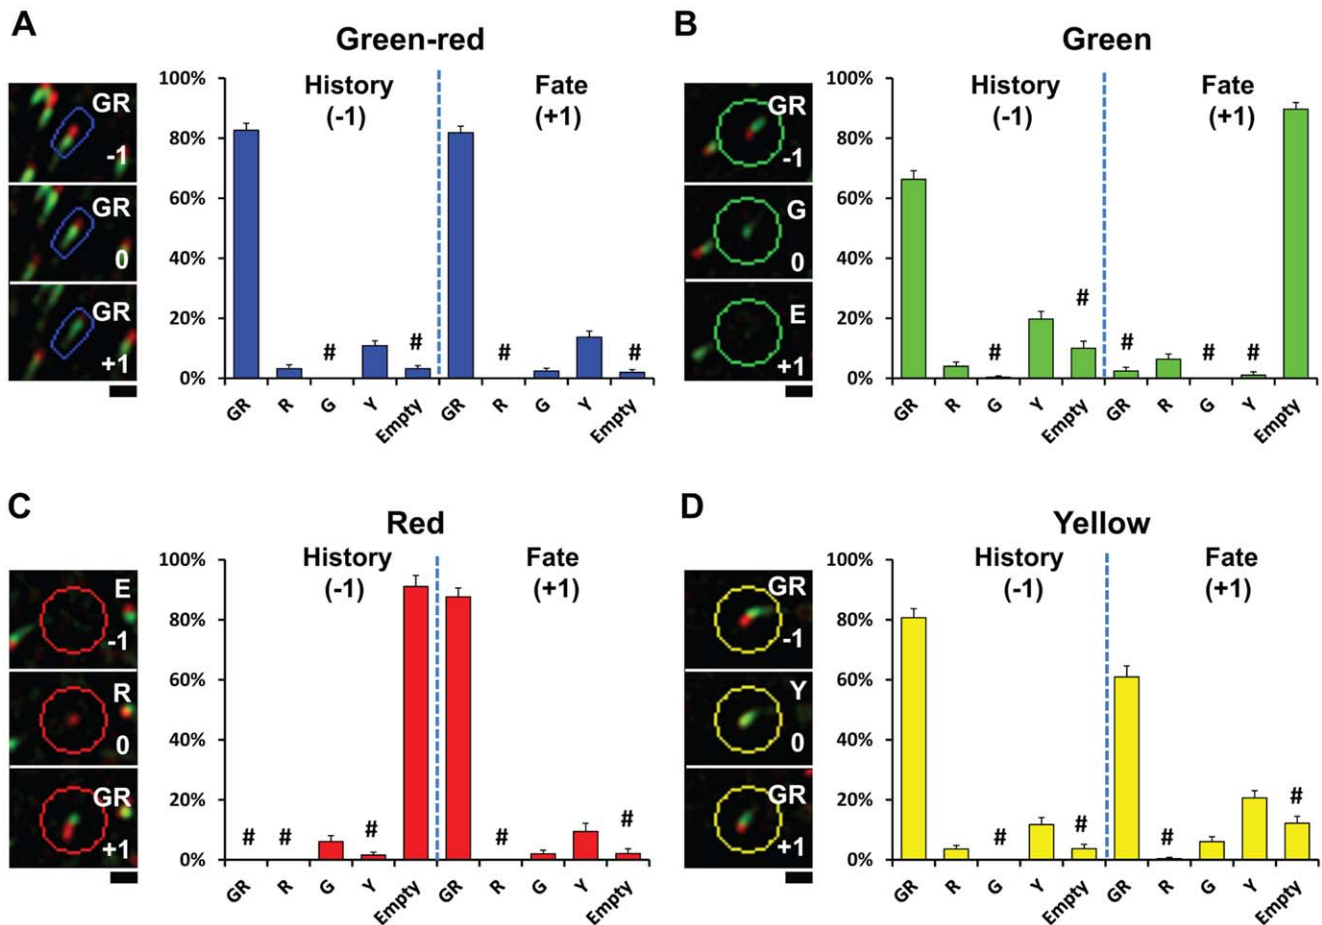 A
Green-red
GR
-1
GR
0
GR
+1
100%
80%
60%
40%
20%
0%
History
(-1)
Fate
(+1)
# # # #
GR R G Y Empty GR R G Y Empty
B
Green
GR
-1
G
0
E
+1
100%
80%
60%
40%
20%
0%
History
(-1)
Fate
(+1)
# # # # #
GR R G Y Empty GR R G Y Empty
C
Red
E
-1
R
0
GR
+1
100%
80%
60%
40%
20%
0%
History
(-1)
Fate
(+1)
# # # # #
GR R G Y Empty GR R G Y Empty
D
Yellow
GR
-1
Y
0
GR
+1
100%
80%
60%
40%
20%
0%
History
(-1)
Fate
(+1)
# # # #
GR R G Y Empty GR R G Y Empty